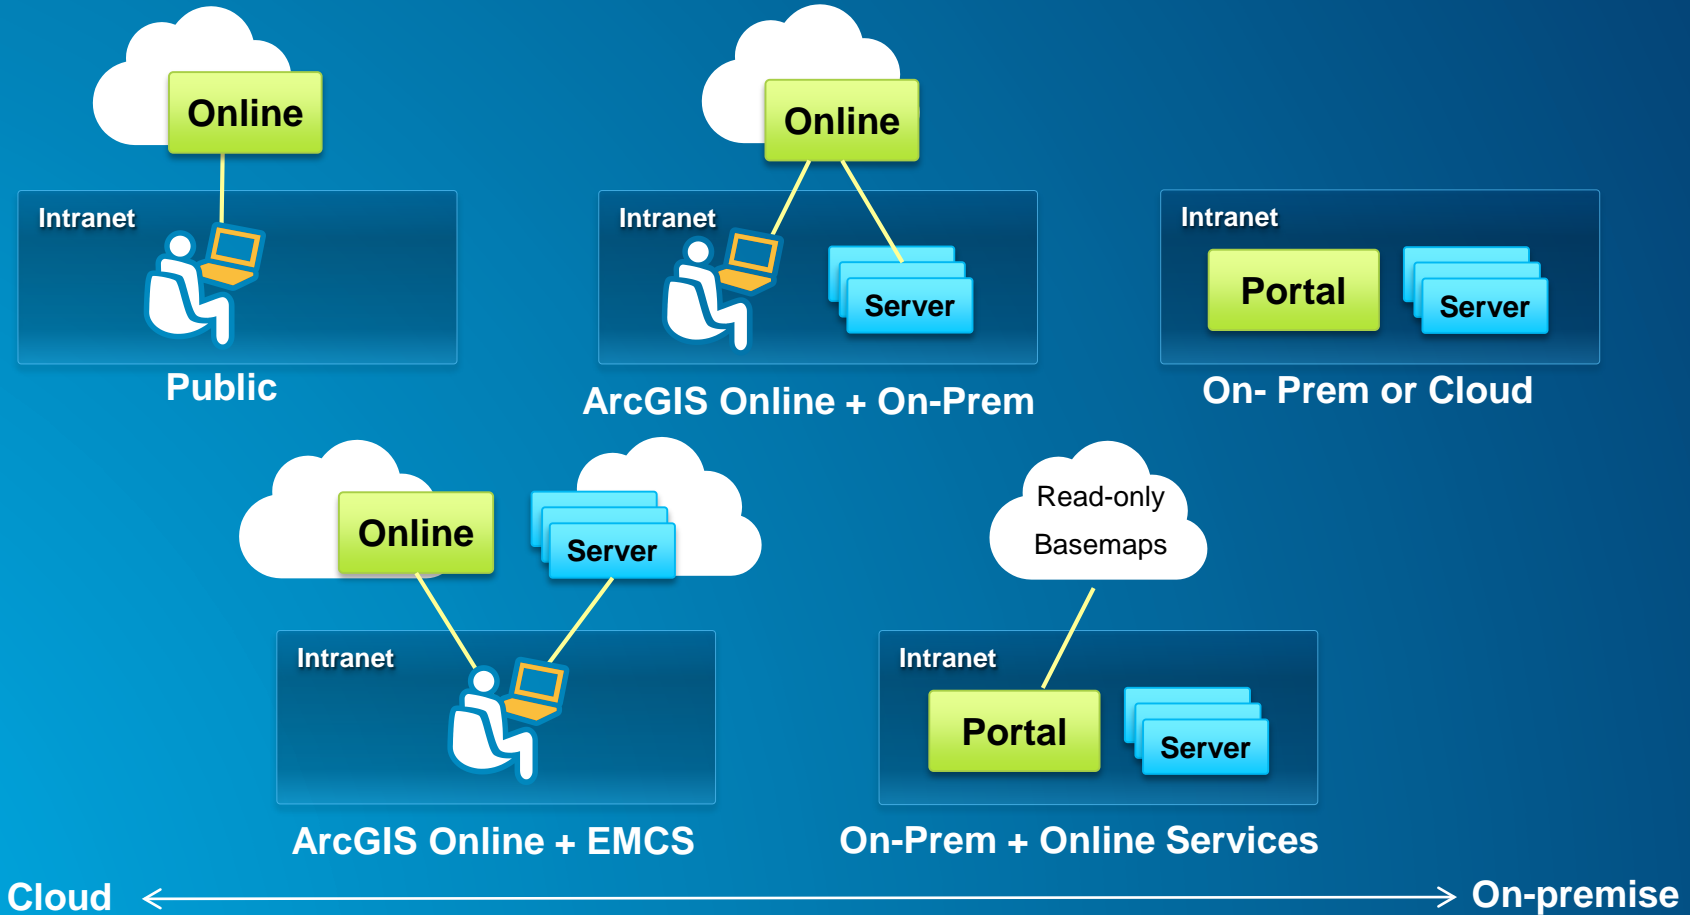 Online
Intranet
Public
Online
Intranet
Server
ArcGIS Online + On-Prem
Intranet
Portal
Server
On- Prem or Cloud
Online
Server
Intranet
ArcGIS Online + EMCS
Read-only
Basemaps
Intranet
Portal
Server
On-Prem + Online Services
Cloud
On-premise